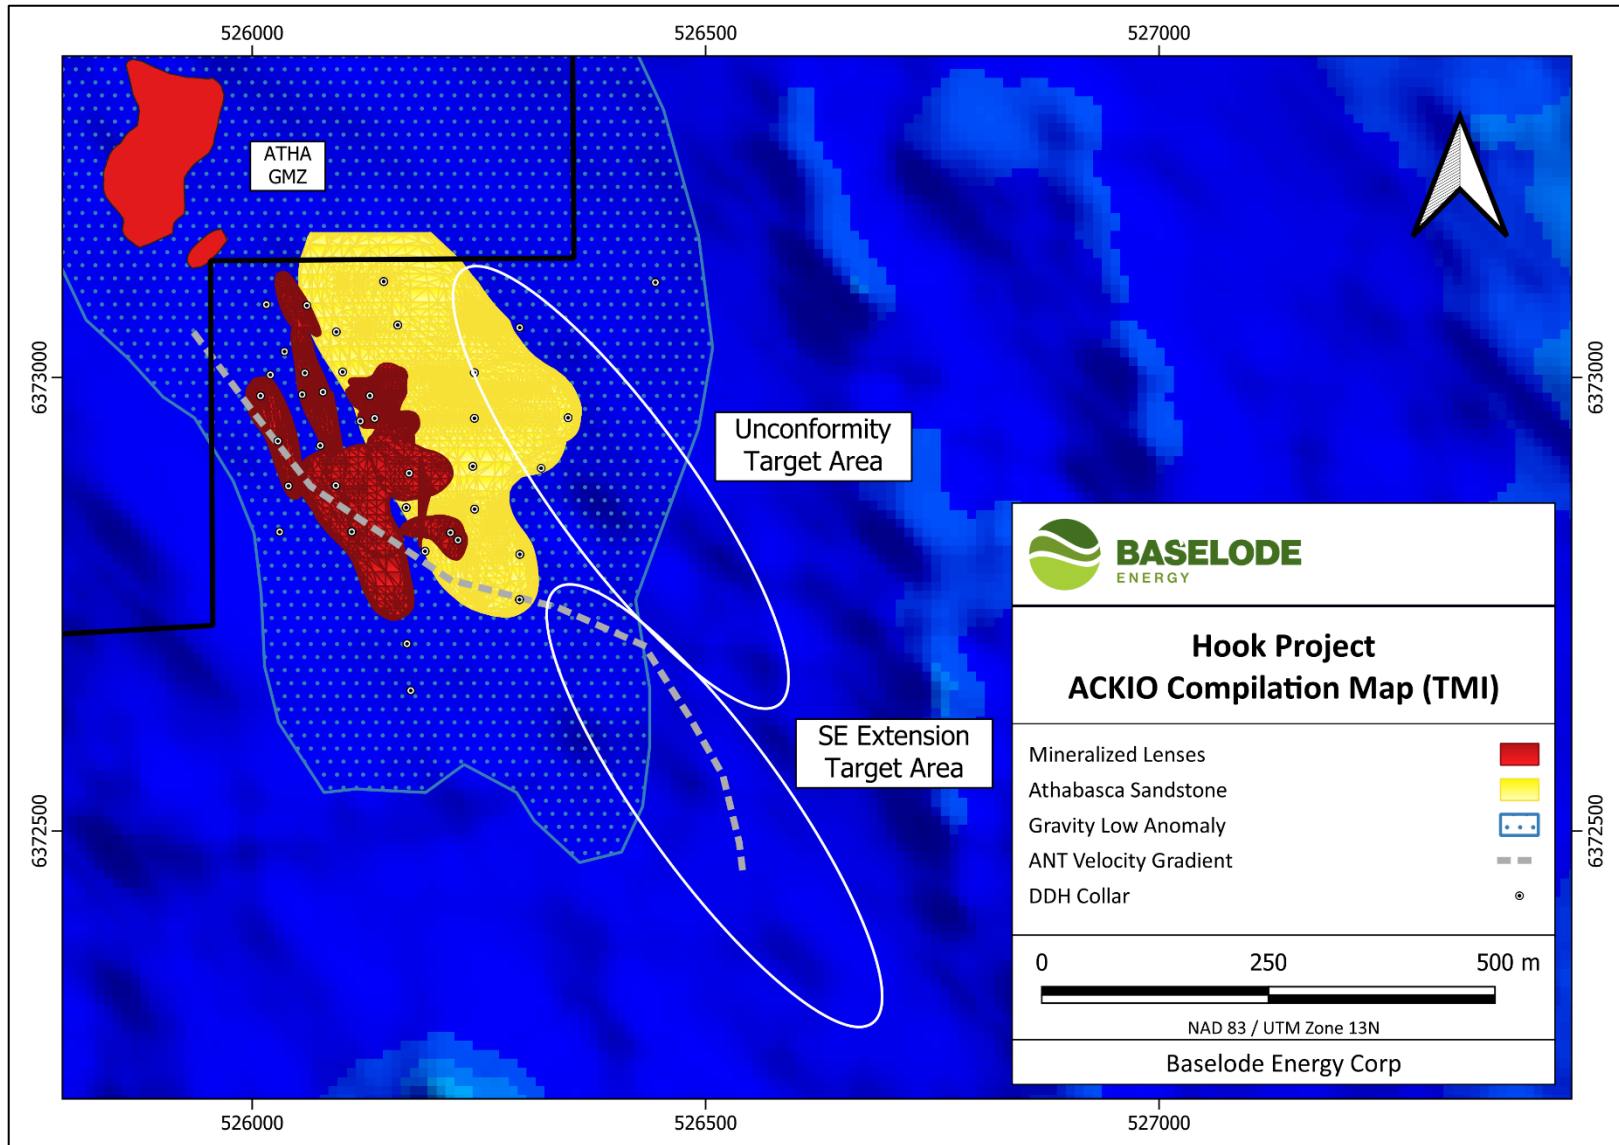 526000
526500
527000
ATHA
GMZ
6373000
6373000
Unconformity
Target Area
BASELODE
ENERGY
Hook Project
ACKIO Compilation Map (TMI)
SE Extension
Target Area
Mineralized Lenses
Athabasca Sandstone
Gravity Low Anomaly
ANT Velocity Gradient
DDH Collar
6372500
6372500
0 250 500 m
NAD 83 / UTM Zone 13N
Baselode Energy Corp
526000
526500
527000